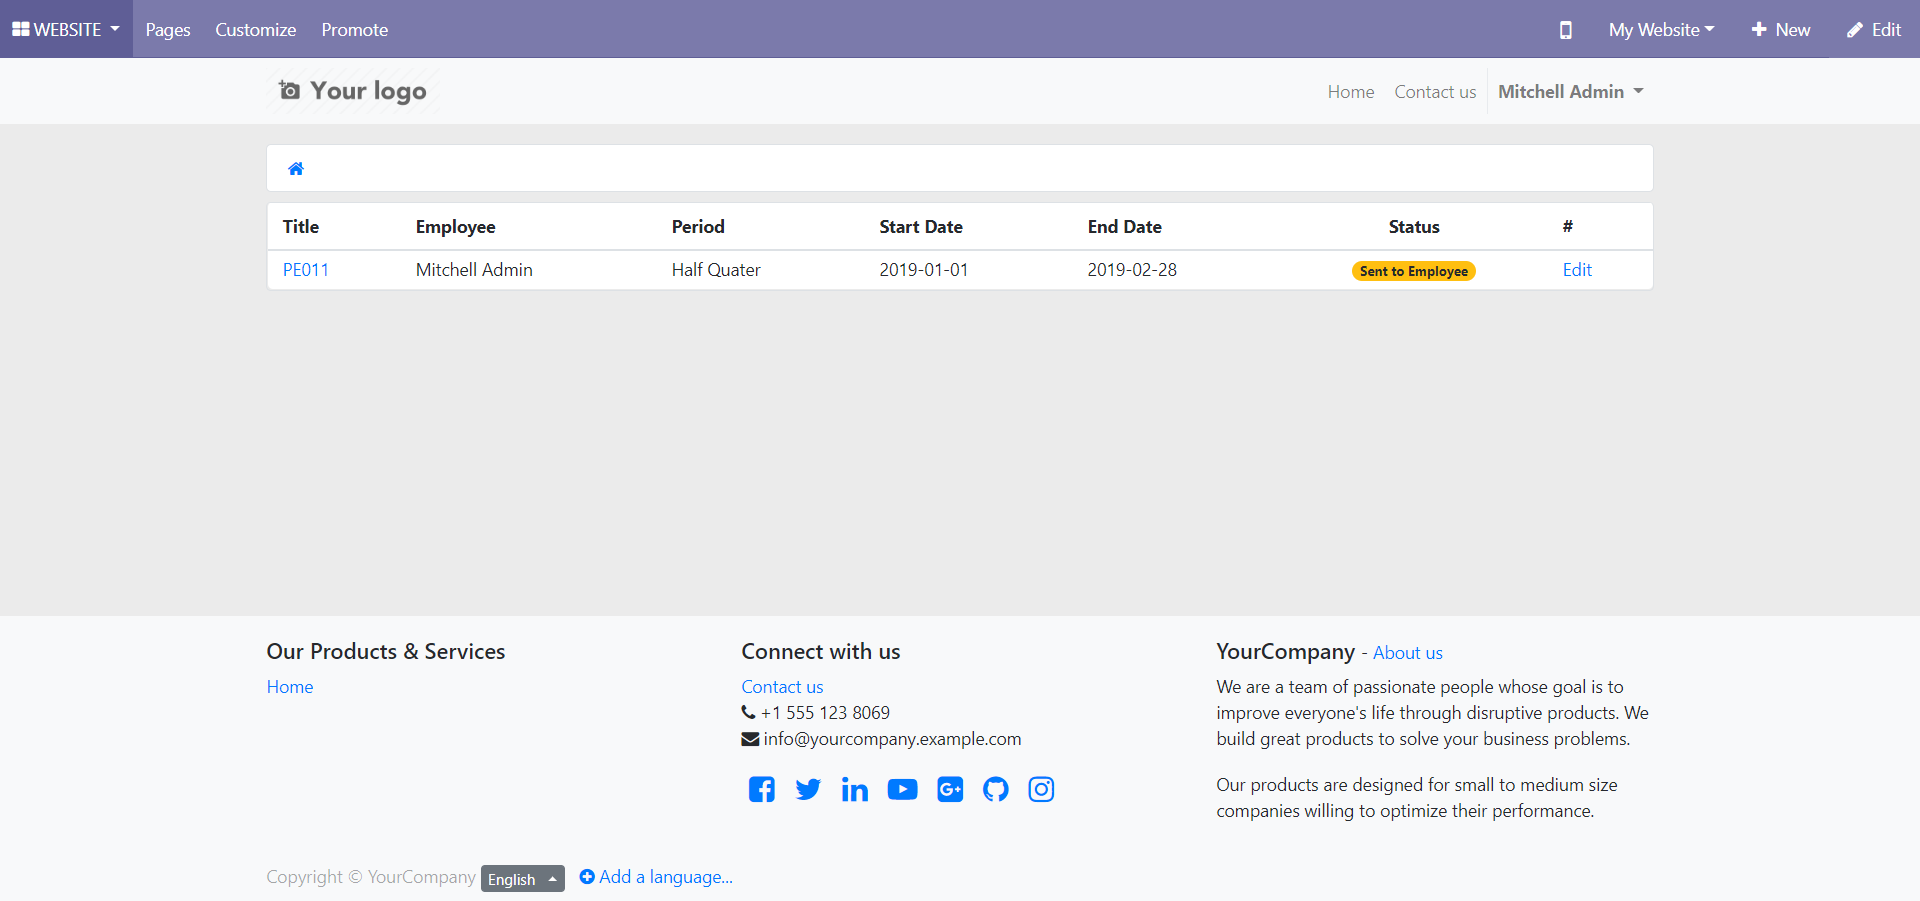 WEBSITE Pages Customize Promote My Website New Edit
Your logo Home Contact us Mitchell Admin
Title Employee Period Start Date End Date Status #
PE011 Mitchell Admin Half Quater 2019-01-01 2019-02-28 Sent to Employee Edit
Our Products & Services
Home
Connect with us
Contact us
+1 555 123 8069
info@yourcompany.example.com
YourCompany - About us
We are a team of passionate people whose goal is to
improve everyone's life through disruptive products. We
build great products to solve your business problems.
Our products are designed for small to medium size
companies willing to optimize their performance.
Copyright © YourCompany English Add a language...